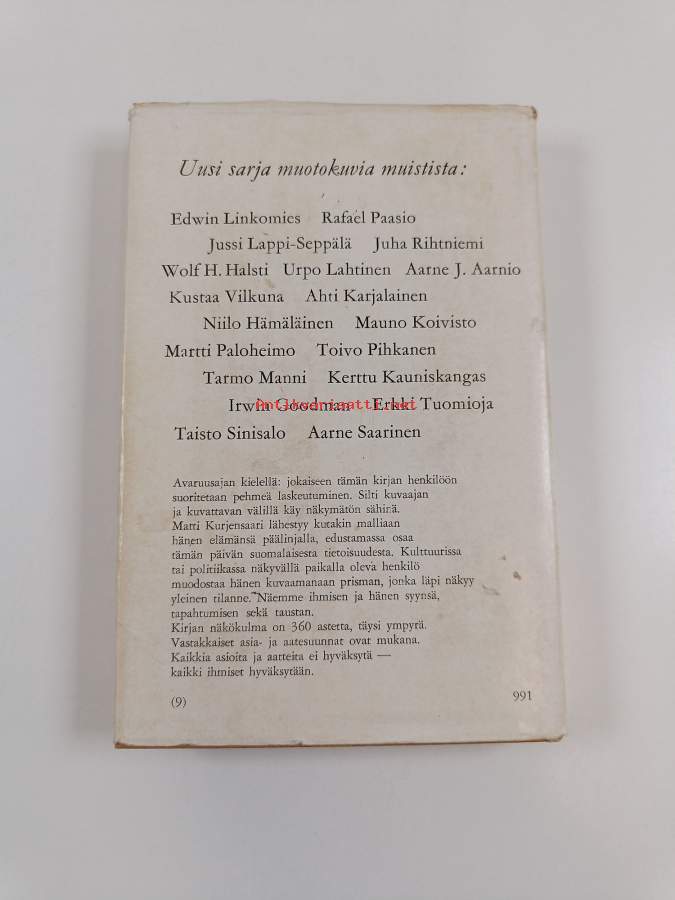 Uusi sarja muotokuvia muistista:
Edwin Linkomies Rafael Paasio
Jussi Lappi-Seppälä Juha Rihtniemi
Wolf H. Halsti Urpo Lahtinen Aarne J. Aarnio
Kustaa Vilkuna Ahti Karjalainen
Niilo Hämäläinen Mauno Koivisto
Martti Paloheimo Toivo Pihkanen
Tarmo Manni Kerttu Kauniskangas
Irwin Goodman Erkki Tuomioja
Antikvariaatti.net
Taisto Sinisalo Aarne Saarinen
Avaruusajan kielellä: jokaiseen tämän kirjan henkilöön
suoritetaan pehmeä laskeutuminen. Silti kuvaajan
ja kuvattavan välillä käy näkymätön sähinä.
Matti Kurjensaari lähestyy kutakin malliaan
hänen elämänsä päälinjalla, edustamassa osaa
tämän päivän suomalaisesta tietoisuudesta. Kulttuurissa
tai politiikassa näkyvällä paikalla oleva henkilö
muodostaa hänen kuvaamanaan prisman, jonka läpi näkyy
yleinen tilanne. Näemme ihmisen ja hänen syynsä,
tapahtumisen sekä taustan.
Kirjan näkökulma on 360 astetta, täysi ympyrä.
Vastakkaiset asia- ja aatesuunnat ovat mukana.
Kaikkia asioita ja aatteita ei hyväksytä —
kaikki ihmiset hyväksytään.
(9) 991